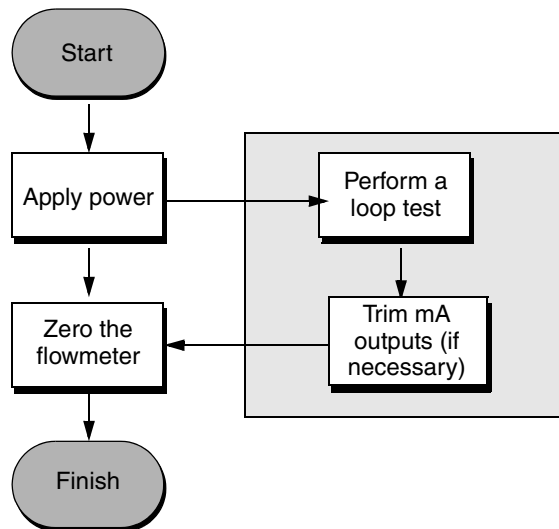 Start
Apply power
Perform a
loop test
Trim mA
outputs (if
necessary)
Zero the
flowmeter
Finish